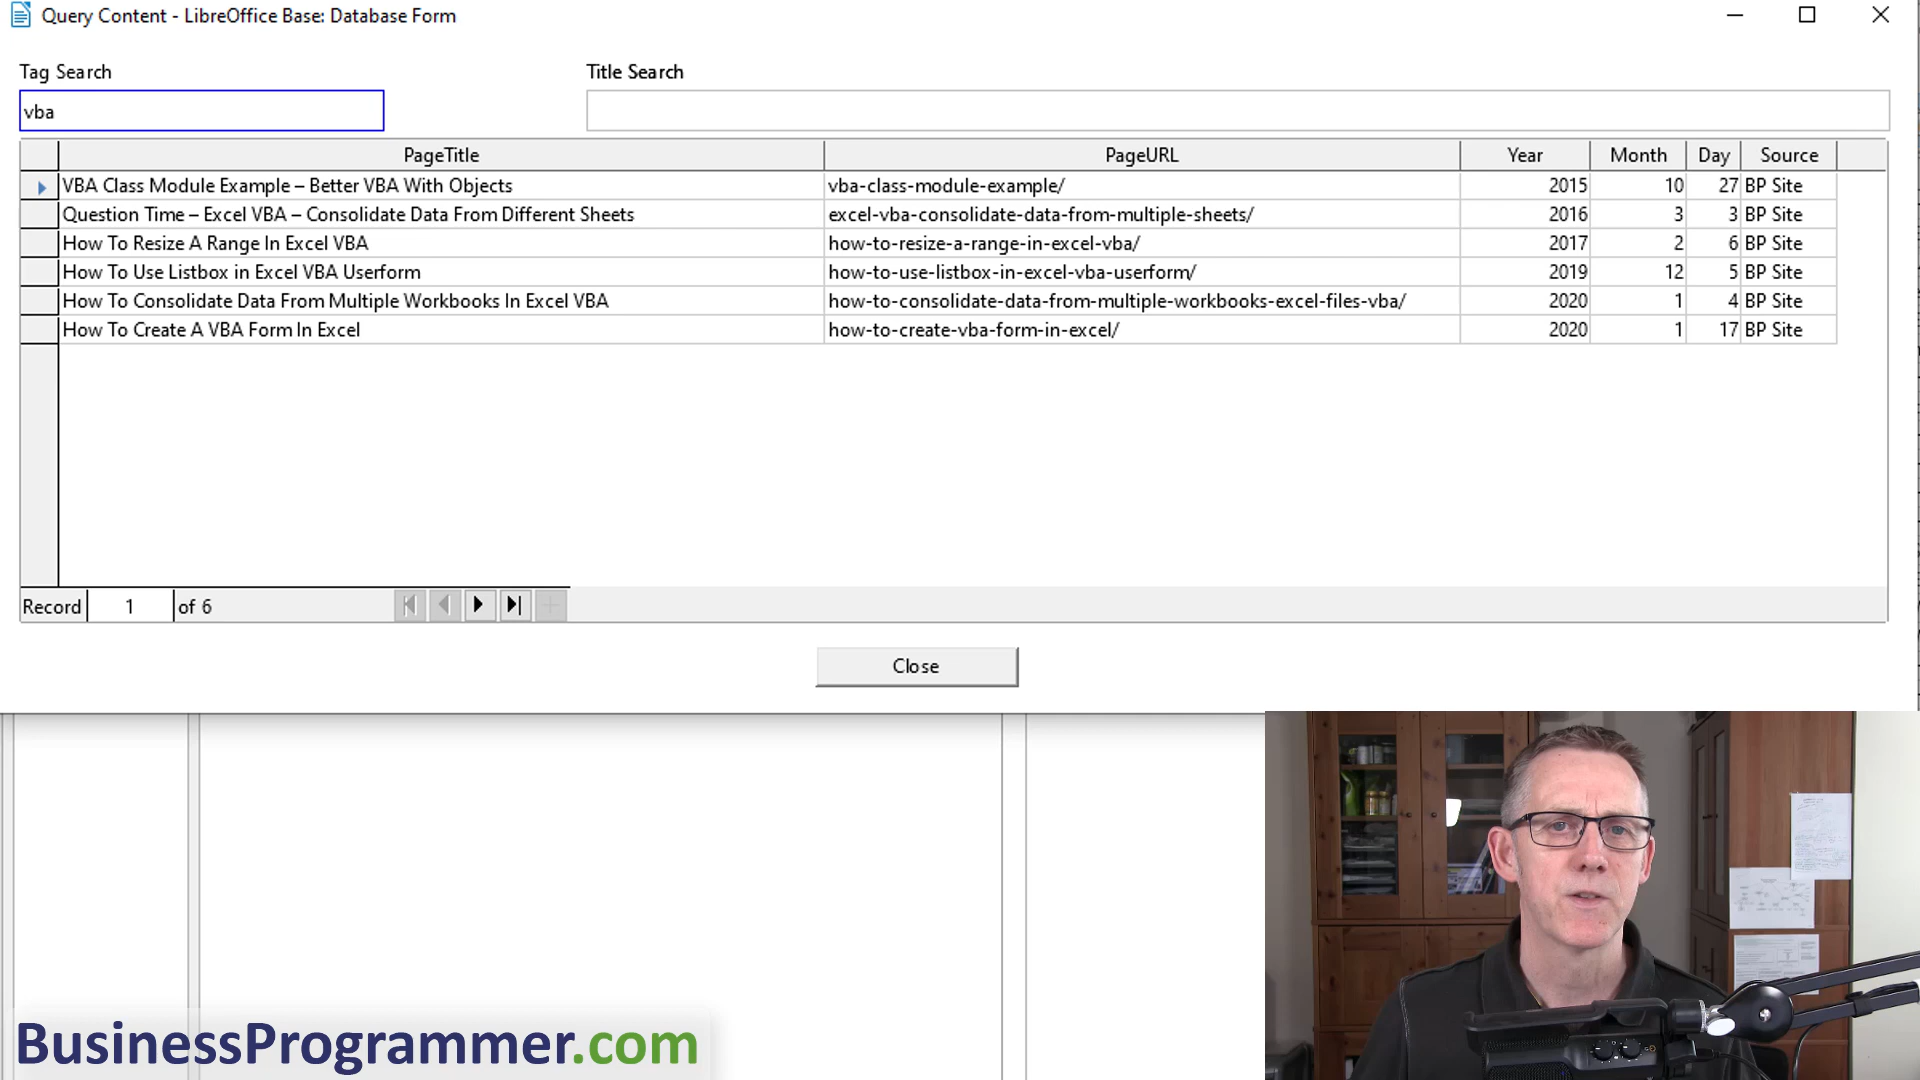 Query Content - LibreOffice Base: Database Form
Tag Search
Title Search
vba
PageTitle PageURL Year Month Day Source
VBA Class Module Example – Better VBA With Objects vba-class-module-example/ 2015 10 27 BP Site
Question Time – Excel VBA – Consolidate Data From Different Sheets excel-vba-consolidate-data-from-multiple-sheets/ 2016 3 3 BP Site
How To Resize A Range In Excel VBA how-to-resize-a-range-in-excel-vba/ 2017 2 6 BP Site
How To Use Listbox in Excel VBA Userform how-to-use-listbox-in-excel-vba-userform/ 2019 12 5 BP Site
How To Consolidate Data From Multiple Workbooks In Excel VBA how-to-consolidate-data-from-multiple-workbooks-excel-files-vba/ 2020 1 4 BP Site
How To Create A VBA Form In Excel how-to-create-vba-form-in-excel/ 2020 1 17 BP Site
Record 1 of 6
Close
BusinessProgrammer.com